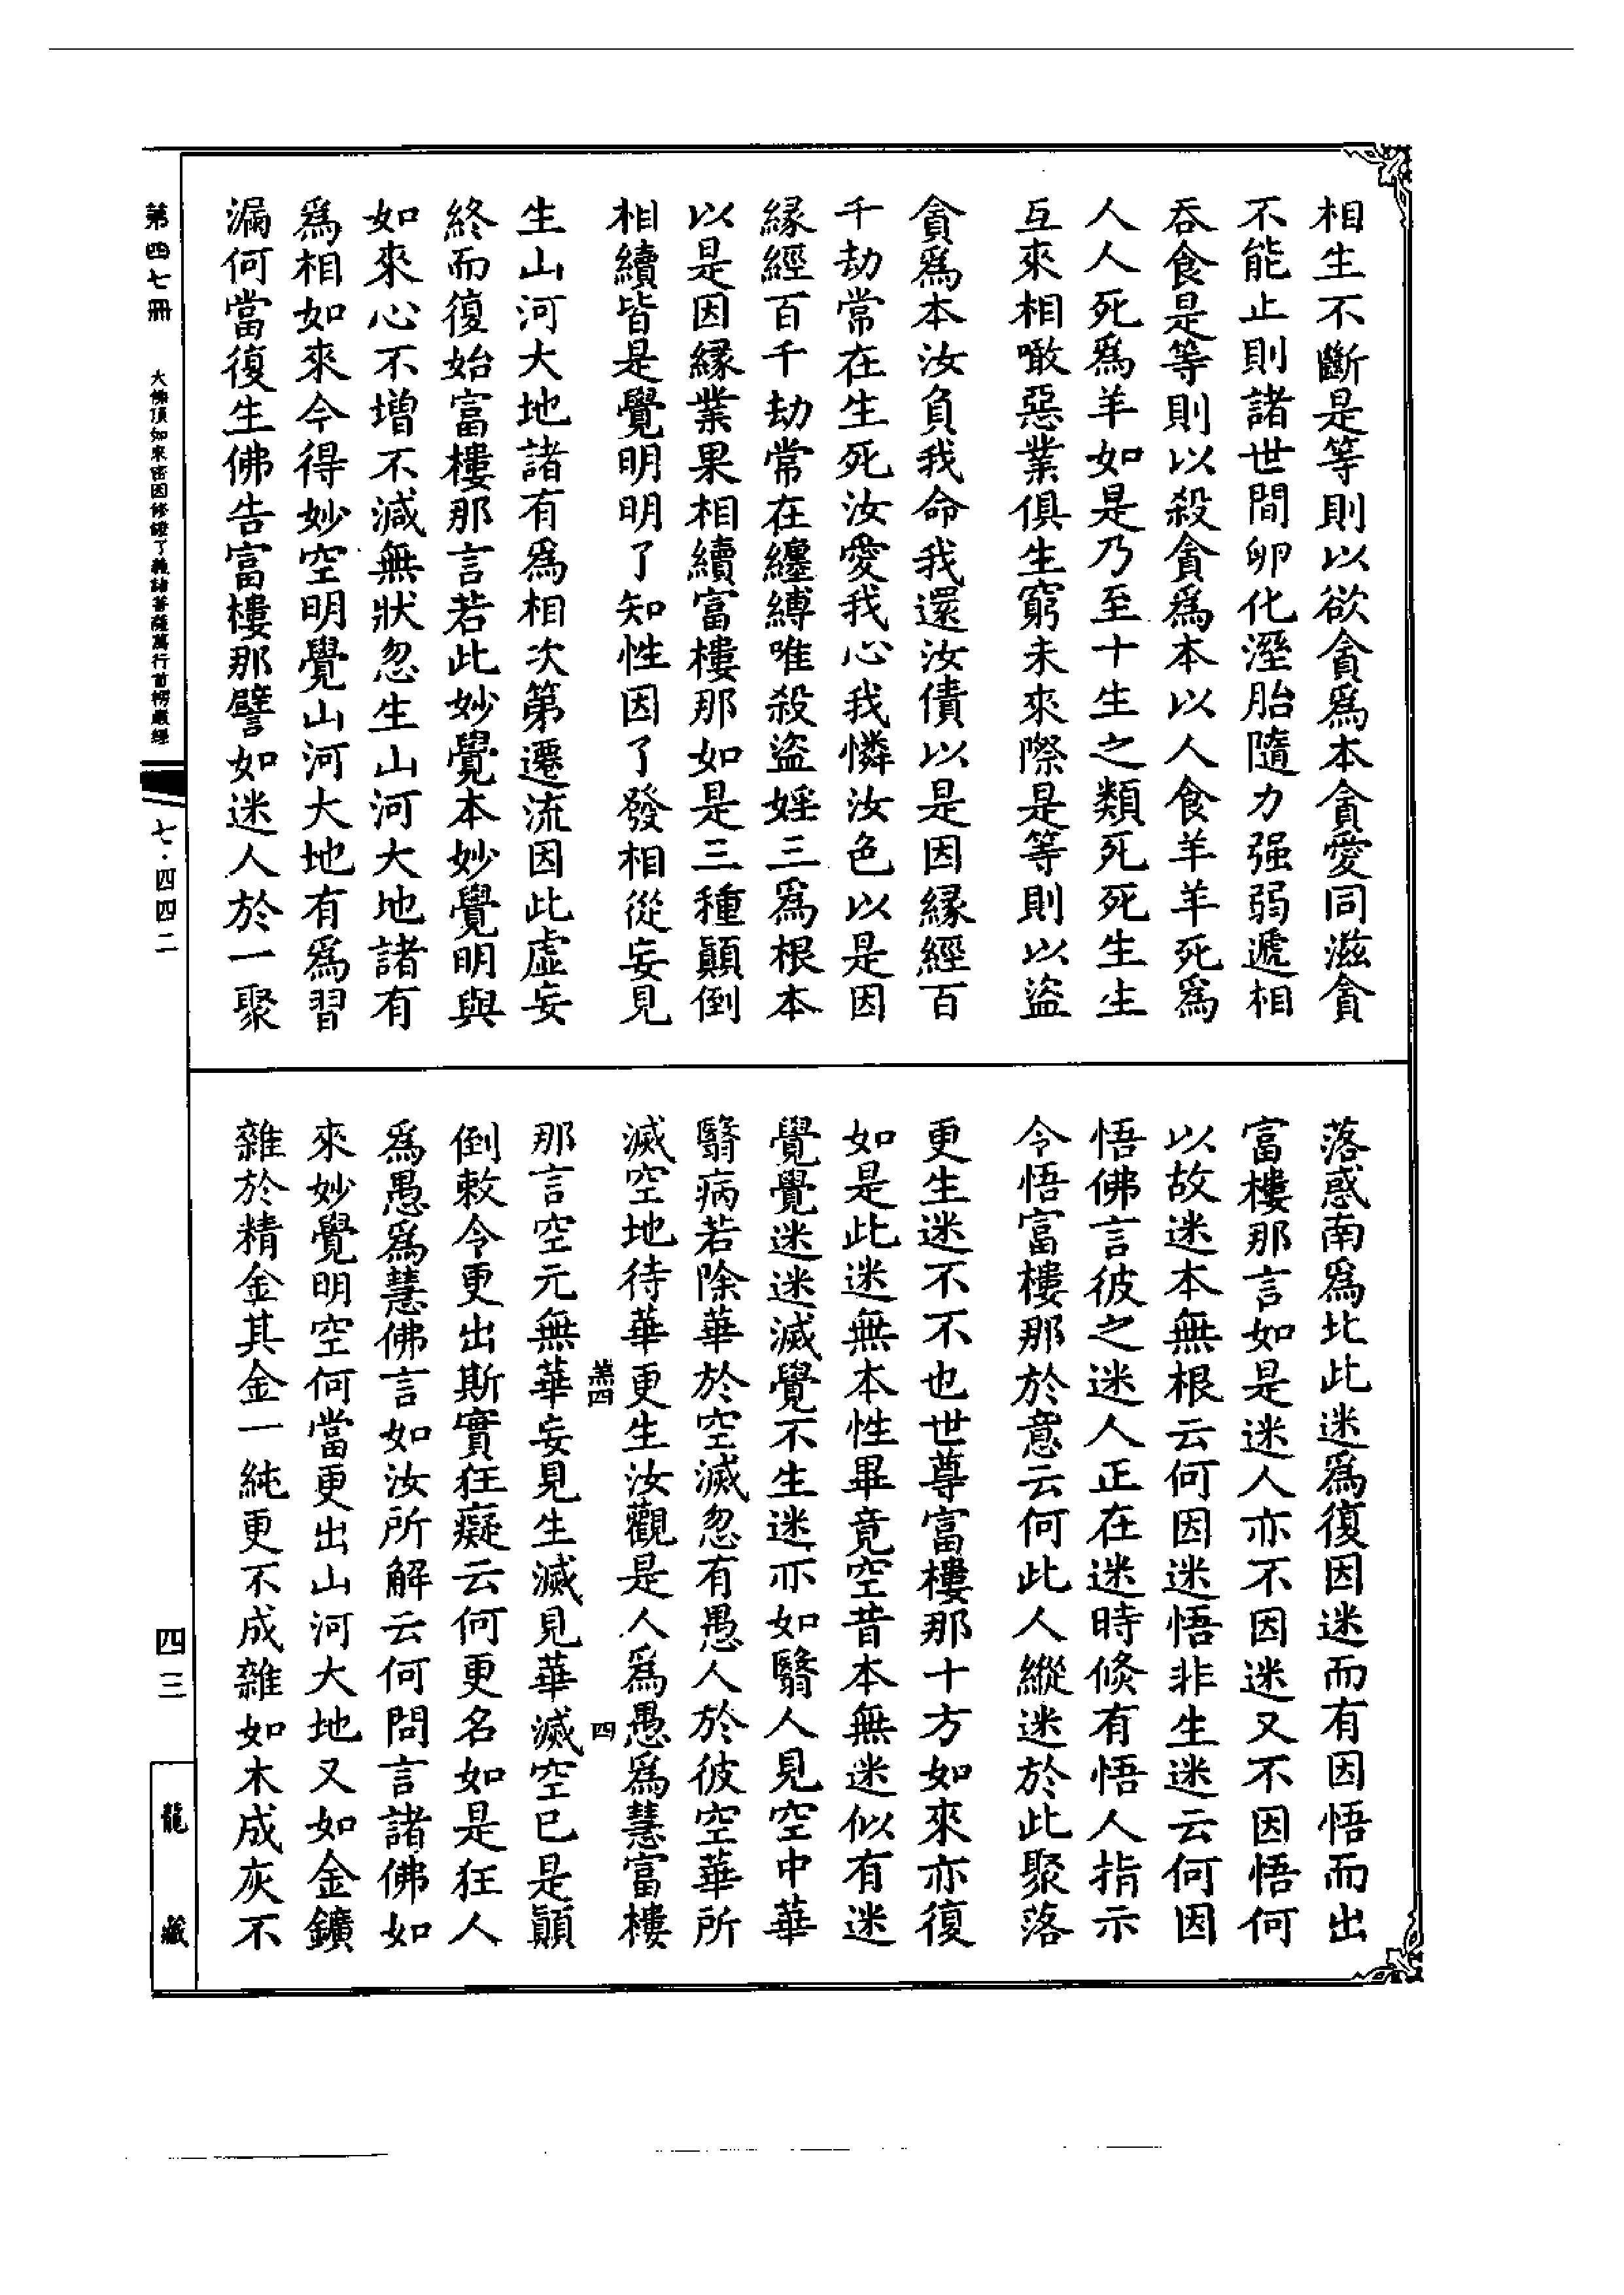 相生不斷是等則以欲貪爲本貪愛同滋貪
不能止則諸世間卵化溼胎隨力强弱遞相
吞食是等則以殺貪爲本以人食羊羊死爲
人人死爲羊如是乃至十生之類死死生生
互來相噉惡業俱生窮未來際是等則以盜
貪爲本汝負我命我還汝債以是因緣經百
千劫常在生死汝愛我心我憐汝色以是因
緣經百千劫常在纏縛唯殺盜婬三爲根本
以是因緣業果相續富樓那如是三種顚倒
相續皆是覺明明了知性因了發相從妄見
生山河大地諸有爲相次第遷流因此虛妄
終而復始富樓那言若此妙覺本妙覺明與
如來心不增不減無狀忽生山河大地諸有
爲相如來今得妙空明覺山河大地有爲習
漏何當復生佛告富樓那譬如迷人於一聚
落惑南爲北此迷爲復因迷而有因悟而出
富樓那言如是迷人亦不因迷又不因悟何
以故迷本無根云何因迷悟非生迷云何因
悟佛言彼之迷人正在迷時倏有悟人指示
令悟富樓那於意云何此人縱迷於此聚落
更生迷不不也世尊富樓那十方如來亦復
如是此迷無本性畢竟空昔本無迷似有迷
覺覺迷迷滅覺不生迷亦如翳人見空中華
翳病若除華於空滅忽有愚人於彼空華所
滅空地待華更生汝觀是人爲愚爲慧富樓
羔四 四
那言空元無華妄見生滅見華滅空已是顚
倒敕令更出斯實狂癡云何更名如是狂人
爲愚爲慧佛言如汝所解云何問言諸佛如
來妙覺明空何當更出山河大地又如金鑛
雜於精金其金一純更不成雜如木成灰不
第四七冊 大佛頂如來密因修證了義諸菩薩萬行首楞嚴經
七·四四二
四三
龍藏